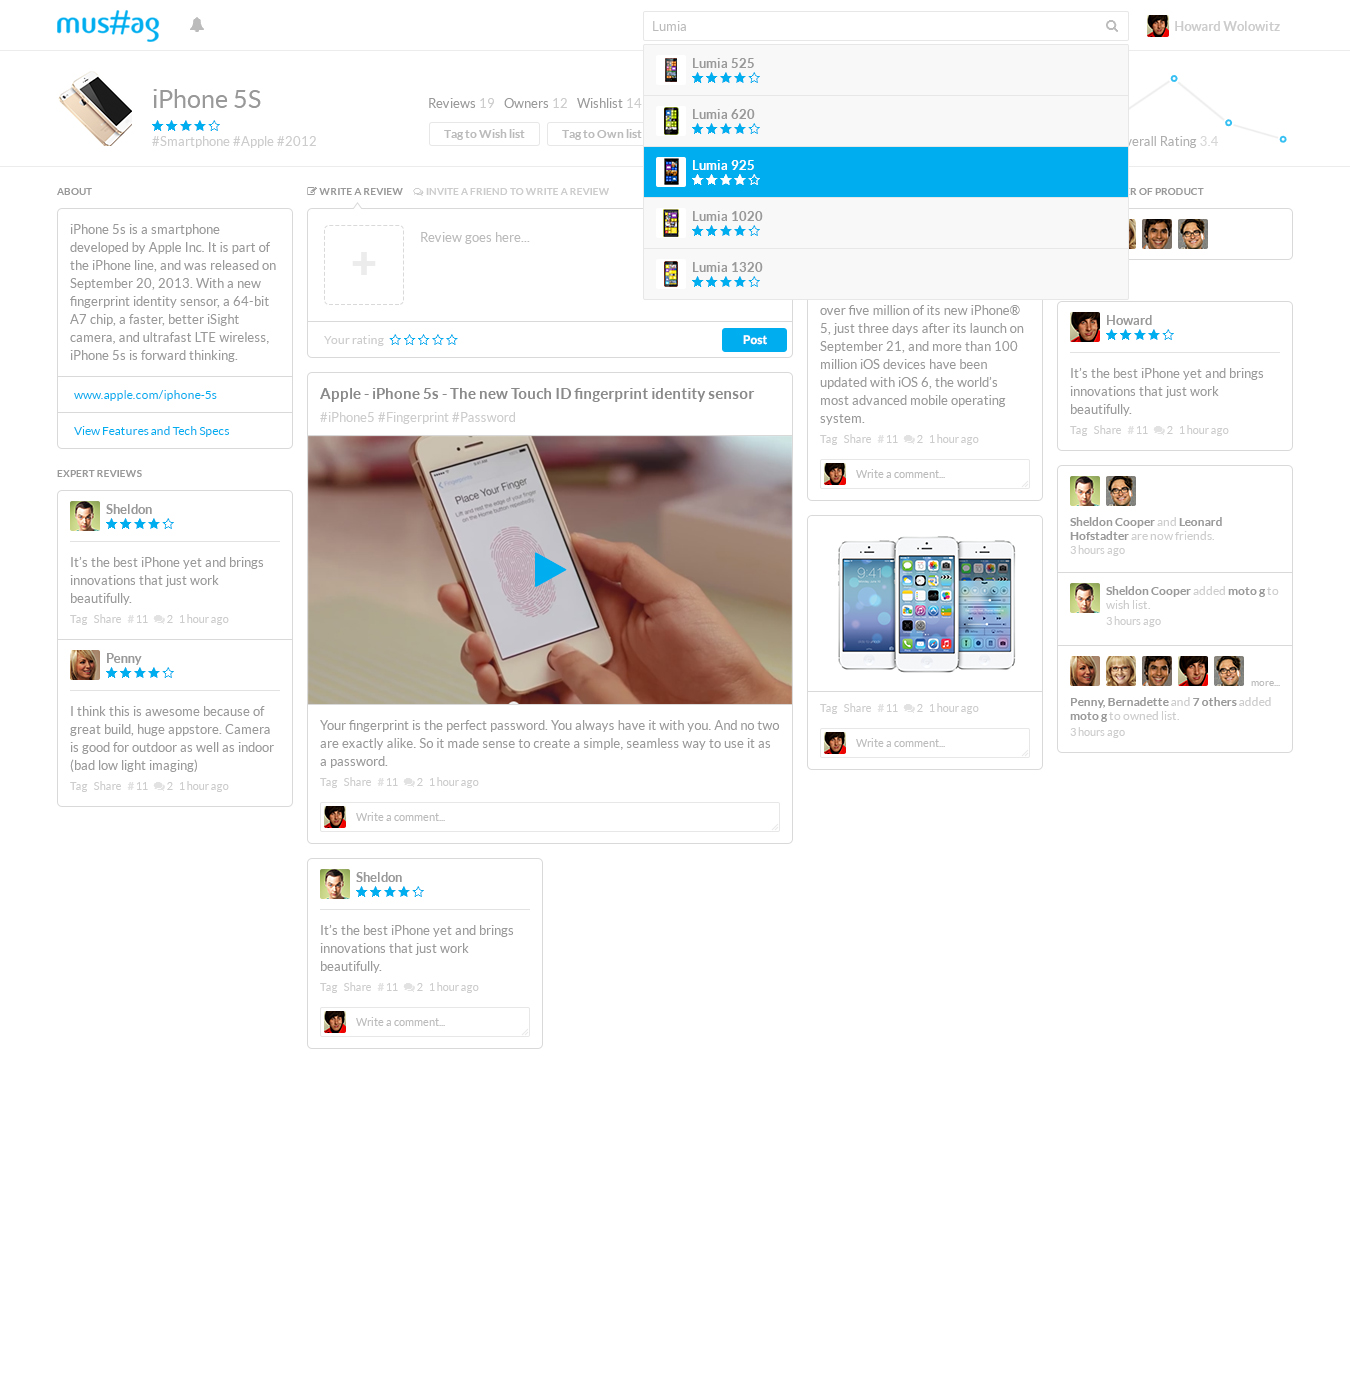 mus#ag
Lumia
Howard Wolowitz
Lumia 525
Lumia 620
Lumia 925
Lumia 1020
Lumia 1320
iPhone 5S
#Smartphone #Apple #2012
Reviews 19 Owners 12 Wishlist 14
Tag to Wish list
Tag to Own list
verall Rating 3.4
ABOUT
iPhone 5s is a smartphone
developed by Apple Inc. It is part of
the iPhone line, and was released on
September 20, 2013. With a new
fingerprint identity sensor, a 64-bit
A7 chip, a faster, better iSight
camera, and ultrafast LTE wireless,
iPhone 5s is forward thinking.
www.apple.com/iphone-5s
View Features and Tech Specs
EXPERT REVIEWS
Sheldon
It's the best iPhone yet and brings
innovations that just work
beautifully.
Tag Share # 11 2 1 hour ago
Penny
I think this is awesome because of
great build, huge appstore. Camera
is good for outdoor as well as indoor
(bad low light imaging)
Tag Share # 11 2 1 hour ago
WRITE A REVIEW
INVITE A FRIEND TO WRITE A REVIEW
Review goes here...
Your rating
Post
Apple - iPhone 5s - The new Touch ID fingerprint identity sensor
#iPhone5 #Fingerprint #Password
Fingerprint
Place Your Finger
Lift and rest the edge of your finger
on the Home button repeatedly.
Your fingerprint is the perfect password. You always have it with you. And no two
are exactly alike. So it made sense to create a simple, seamless way to use it as
a password.
Tag Share # 11 2 1 hour ago
Write a comment...
Sheldon
It's the best iPhone yet and brings
innovations that just work
beautifully.
Tag Share # 11 2 1 hour ago
Write a comment...
over five million of its new iPhone®
5, just three days after its launch on
September 21, and more than 100
million iOS devices have been
updated with iOS 6, the world's
most advanced mobile operating
system.
Tag Share # 11 2 1 hour ago
Write a comment...
9:41
Tag Share # 11 2 1 hour ago
Write a comment...
R OF PRODUCT
Howard
It's the best iPhone yet and brings
innovations that just work
beautifully.
Tag Share # 11 2 1 hour ago
Sheldon Cooper and Leonard
Hofstadter are now friends.
3 hours ago
Sheldon Cooper added moto g to
wish list.
3 hours ago
more...
Penny, Bernadette and 7 others added
moto g to owned list.
3 hours ago